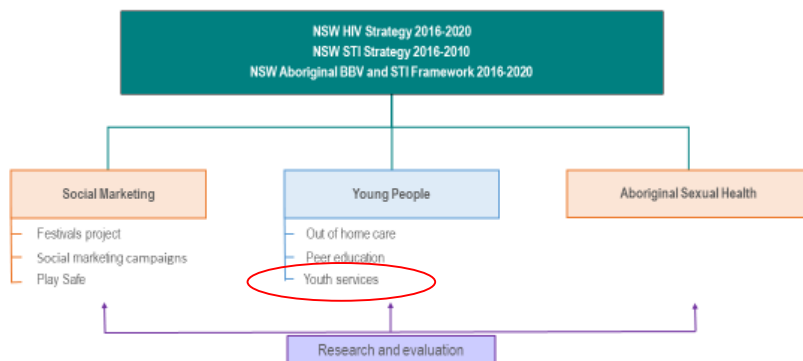 NSW HIV Strategy 2016-2020
NSW STI Strategy 2016-2010
NSW Aboriginal BBV and STI Framework 2016-2020
Social Marketing
Festivals project
Social marketing campaigns
Play Safe
Young People
Out of home care
Peer education
Youth services
Aboriginal Sexual Health
Research and evaluation